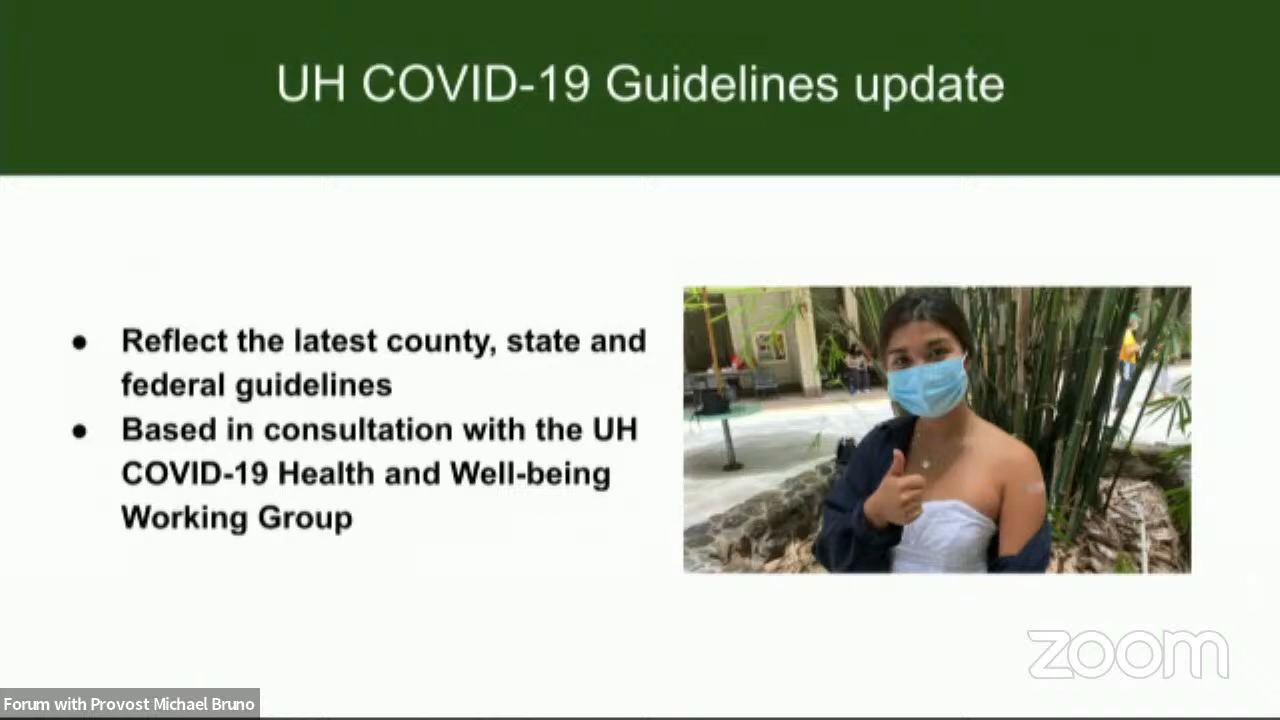 UH COVID-19 Guidelines update
● Reflect the latest county, state and
federal guidelines
● Based in consultation with the UH
COVID-19 Health and Well-being
Working Group
zoom
Forum with Provost Michael Bruno